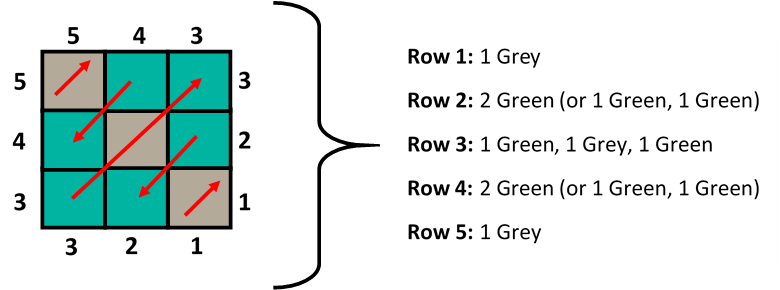 5 4 3
5 3
4 2
3 1
3 2 1
Row 1: 1 Grey
Row 2: 2 Green (or 1 Green, 1 Green)
Row 3: 1 Green, 1 Grey, 1 Green
Row 4: 2 Green (or 1 Green, 1 Green)
Row 5: 1 Grey